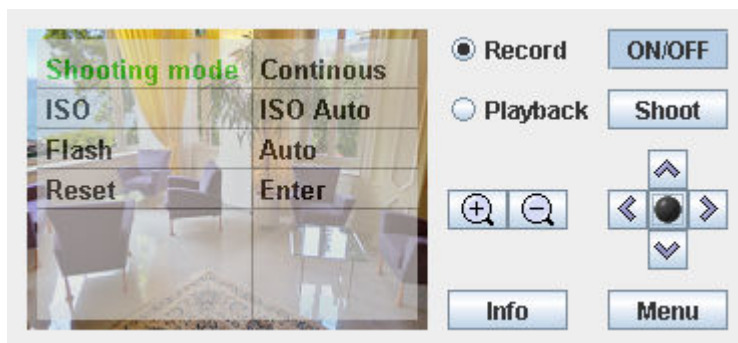 Shooting mode Continous
ISO ISO Auto
Flash Auto
Reset Enter
Record ON/OFF
Playback Shoot
Info Menu